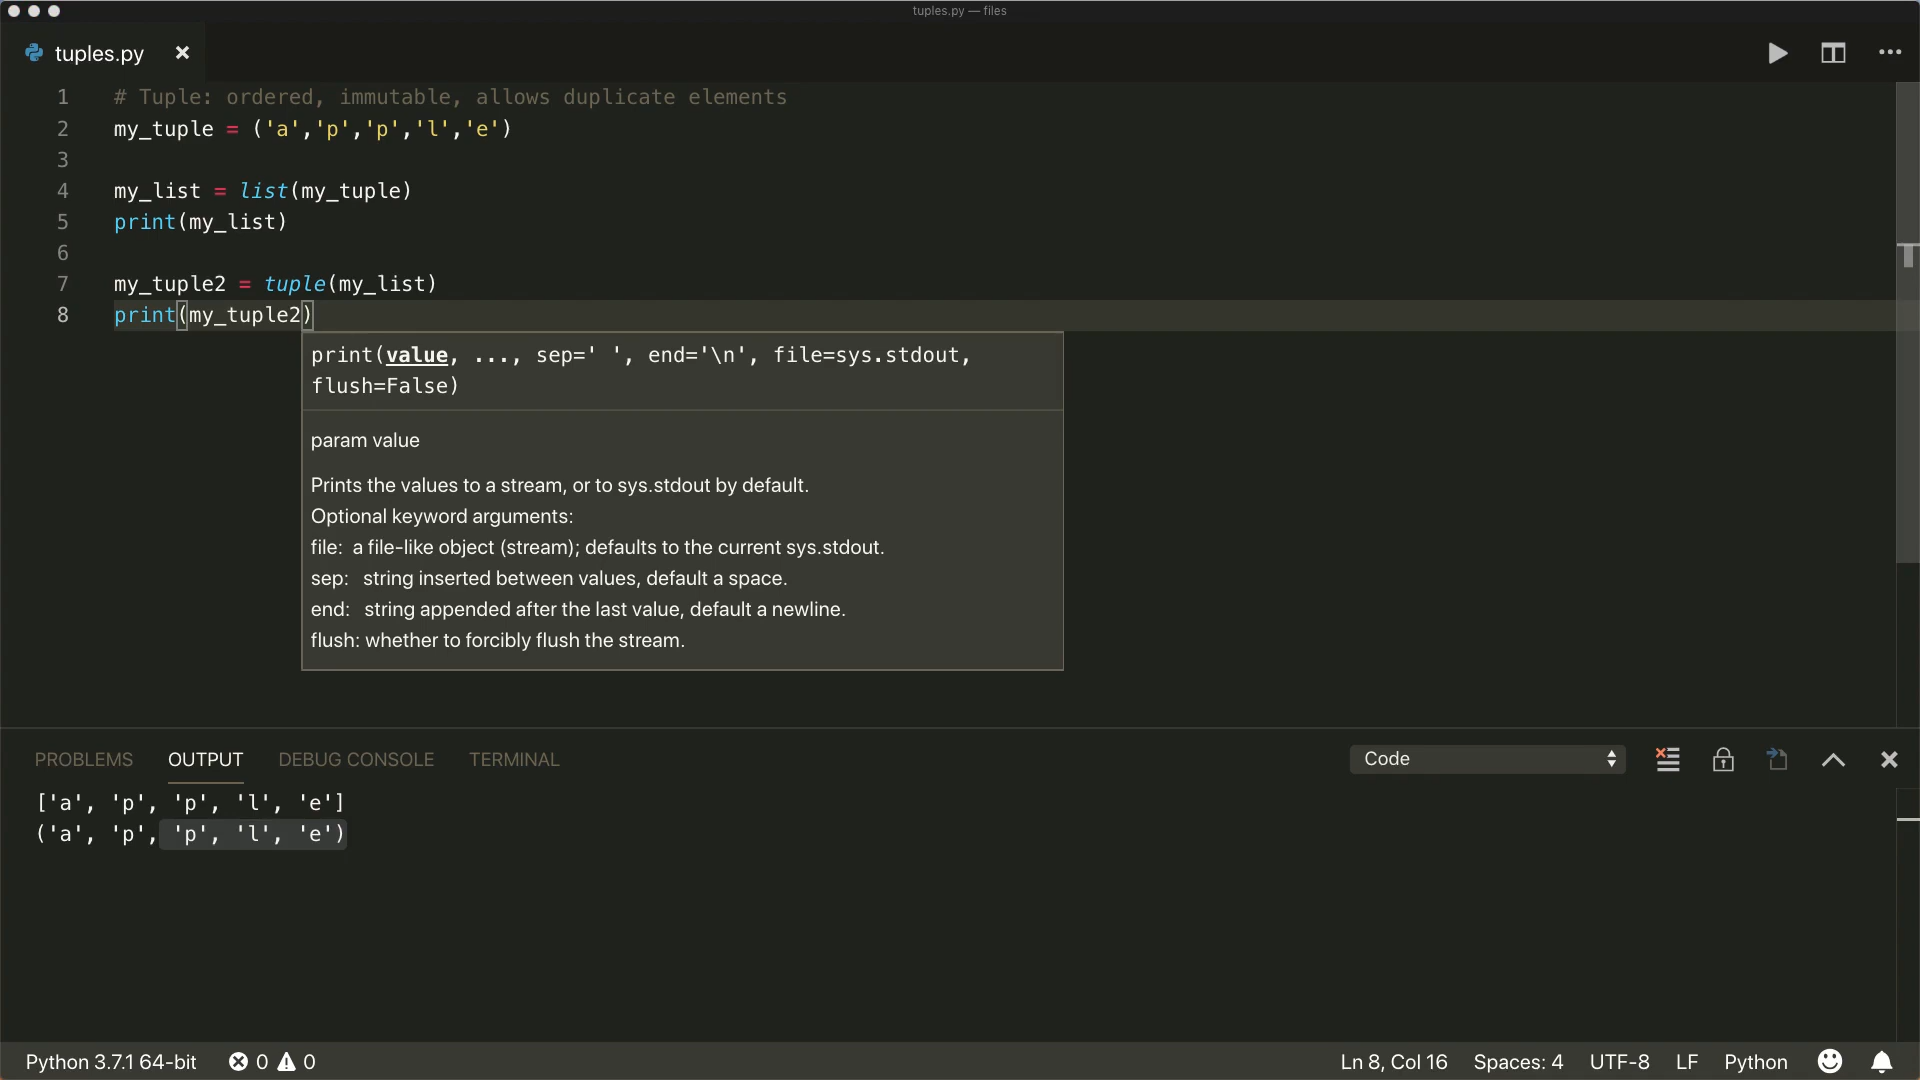 tuples.py — files
tuples.py
1 # Tuple: ordered, immutable, allows duplicate elements
2 my_tuple = ('a','p','p','l','e')
3
4 my_list = list(my_tuple)
5 print(my_list)
6
7 my_tuple2 = tuple(my_list)
8 print(my_tuple2)
print(value, ..., sep=' ', end='\n', file=sys.stdout,
flush=False)
param value
Prints the values to a stream, or to sys.stdout by default.
Optional keyword arguments:
file: a file-like object (stream); defaults to the current sys.stdout.
sep: string inserted between values, default a space.
end: string appended after the last value, default a newline.
flush: whether to forcibly flush the stream.
PROBLEMS OUTPUT DEBUG CONSOLE TERMINAL Code
['a', 'p', 'p', 'l', 'e']
('a', 'p', 'p', 'l', 'e')
Python 3.7.1 64-bit 0 0 Ln 8, Col 16 Spaces: 4 UTF-8 LF Python